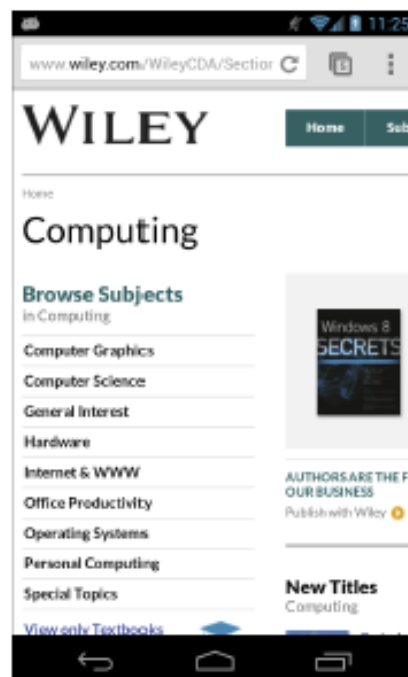 11:25
www.wiley.com/WileyCDA/Section
WILEY
Home Sub
Home
Computing
Browse Subjects
in Computing
Computer Graphics
Computer Science
General Interest
Hardware
Internet & WWW
Office Productivity
Operating Systems
Personal Computing
Special Topics
View only Textbooks
Windows 8
SECRETS
AUTHORS ARE THE F
OUR BUSINESS
Publish with Wiley
New Titles
Computing